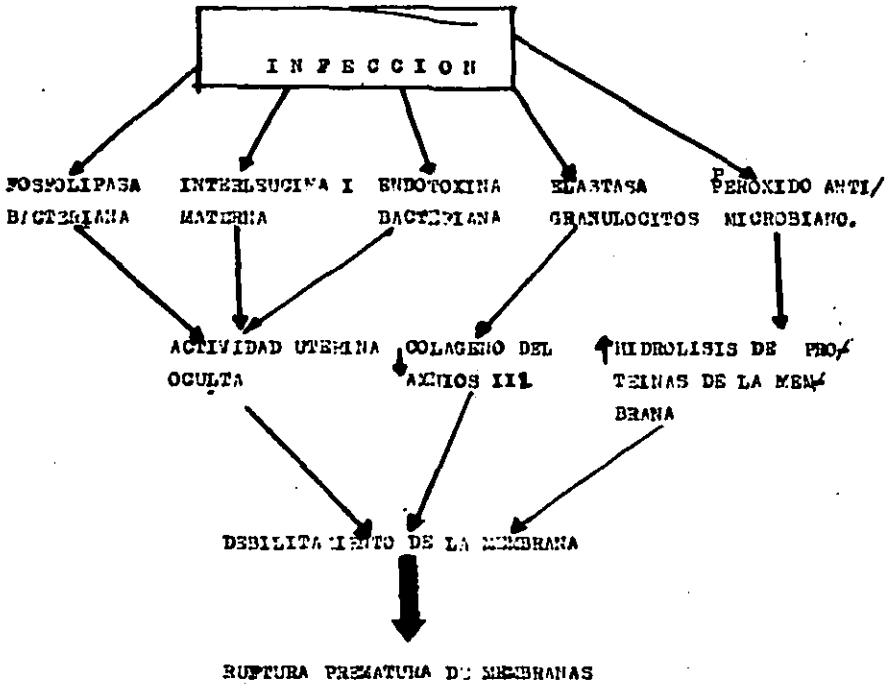 INFECCION
FOSFOLIPASA INTERLEUCINA I ENDOTOXINA ELASTASA PEROXIDO ANTI/
BACTERIANA MATERNA BACTERIANA GRANULOCITOS MICROBIANO.
ACTIVIDAD UTERINA ↓ COLAGENO DEL ↑ HIDROLISIS DE PRO/
OCULTA AMNIOS III TEINAS DE LA MEM/
BRANA
DEBILITAMIENTO DE LA MEMBRANA
RUPTURA PREMATURA DE MEMBRANAS